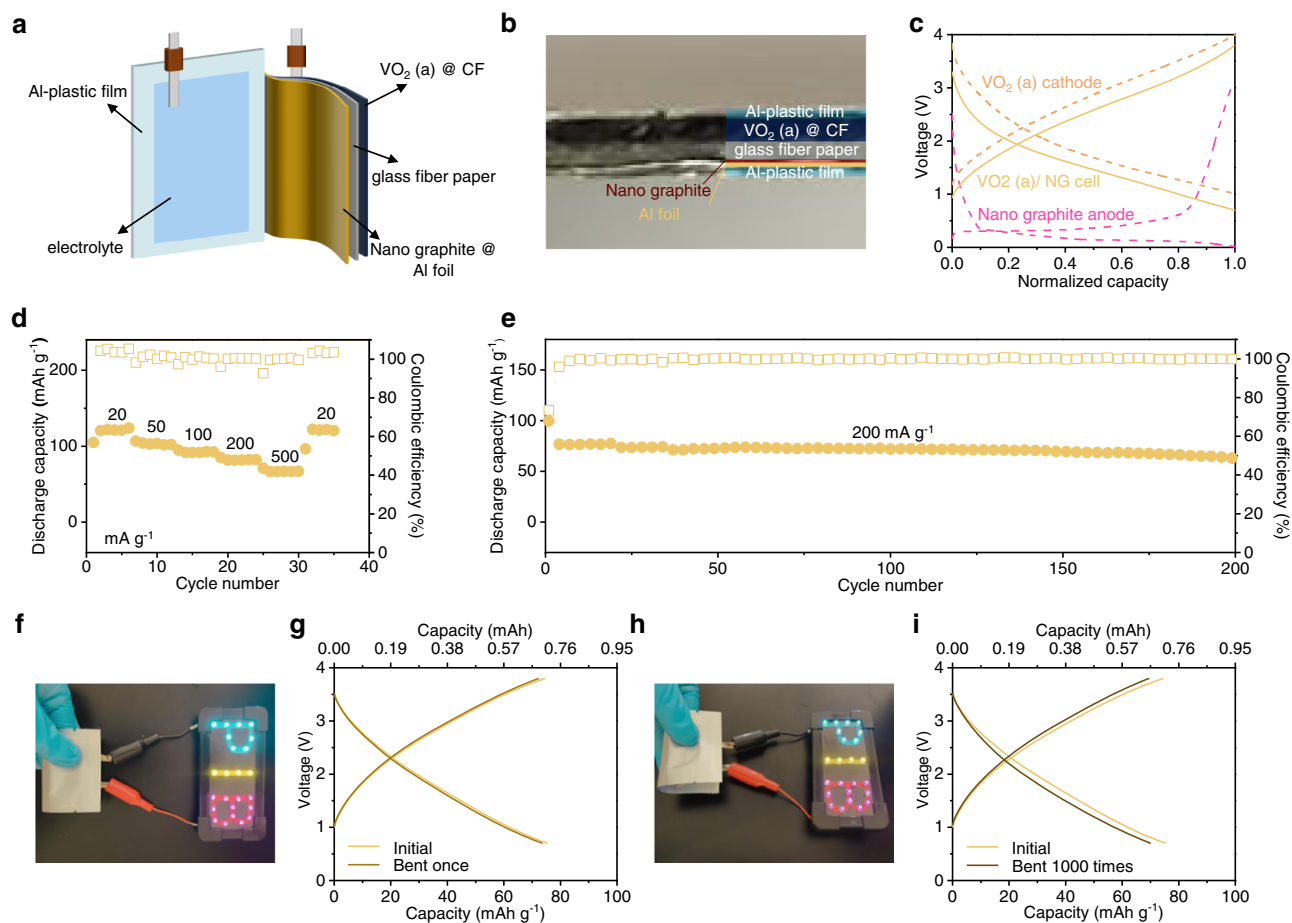 a
Al-plastic film
VO₂ (a) @ CF
glass fiber paper
electrolyte
Nano graphite @
Al foil
b
Al-plastic film
VO₂ (a) @ CF
glass fiber paper
Al-plastic film
Nano graphite
Al foil
c
Voltage (V)
4
3
2
1
0
VO₂ (a) cathode
VO2 (a)/ NG cell
Nano graphite anode
0.0 0.2 0.4 0.6 0.8 1.0
Normalized capacity
d
Discharge capacity (mAh g⁻¹)
200
150
100
50
0
20 50 100 200 500 20
mA g⁻¹
0 10 20 30 40
Cycle number
100
80
60
40
20
0
Coulombic efficiency (%)
e
Discharge capacity (mAh g⁻¹)
150
100
50
0
200 mA g⁻¹
0 50 100 150 200
Cycle number
100
80
60
40
20
0
Coulombic efficiency (%)
f
g
Capacity (mAh)
0.00 0.19 0.38 0.57 0.76 0.95
Voltage (V)
4
3
2
1
0
Initial
Bent once
0 20 40 60 80 100
Capacity (mAh g⁻¹)
h
i
Capacity (mAh)
0.00 0.19 0.38 0.57 0.76 0.95
Voltage (V)
4
3
2
1
0
Initial
Bent 1000 times
0 20 40 60 80 100
Capacity (mAh g⁻¹)